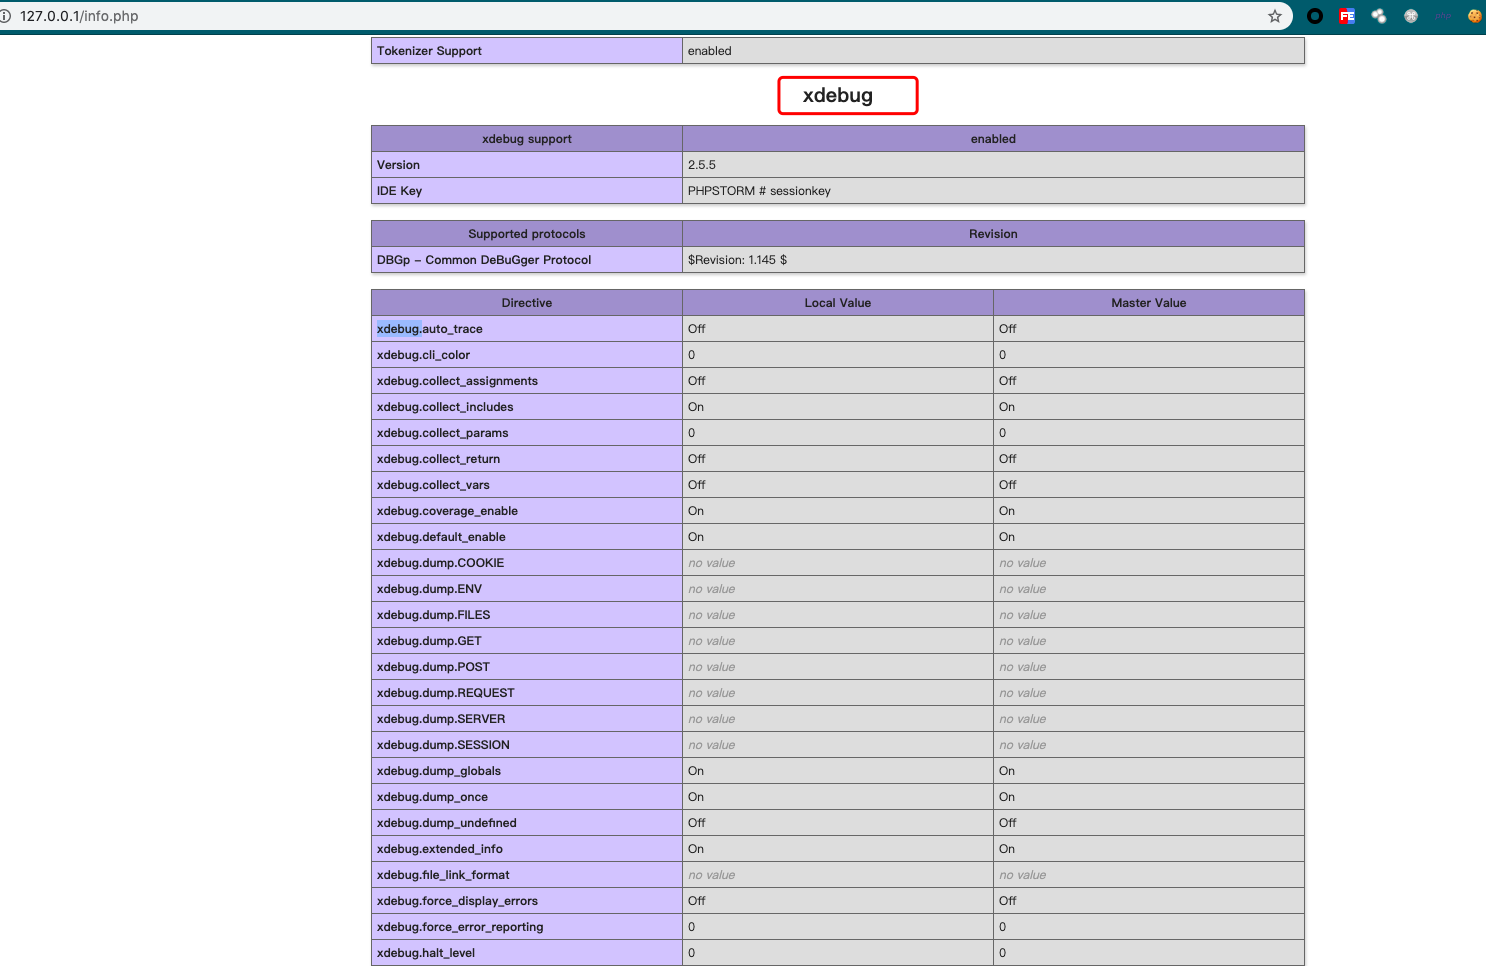 127.0.0.1/info.php
FE
Tokenizer Support enabled
xdebug
xdebug support enabled
Version 2.5.5
IDE Key PHPSTORM # sessionkey
Supported protocols Revision
DBGp – Common DeBuGger Protocol $Revision: 1.145 $
Directive Local Value Master Value
xdebug.auto_trace Off Off
xdebug.cli_color 0 0
xdebug.collect_assignments Off Off
xdebug.collect_includes On On
xdebug.collect_params 0 0
xdebug.collect_return Off Off
xdebug.collect_vars Off Off
xdebug.coverage_enable On On
xdebug.default_enable On On
xdebug.dump.COOKIE no value no value
xdebug.dump.ENV no value no value
xdebug.dump.FILES no value no value
xdebug.dump.GET no value no value
xdebug.dump.POST no value no value
xdebug.dump.REQUEST no value no value
xdebug.dump.SERVER no value no value
xdebug.dump.SESSION no value no value
xdebug.dump_globals On On
xdebug.dump_once On On
xdebug.dump_undefined Off Off
xdebug.extended_info On On
xdebug.file_link_format no value no value
xdebug.force_display_errors Off Off
xdebug.force_error_reporting 0 0
xdebug.halt_level 0 0